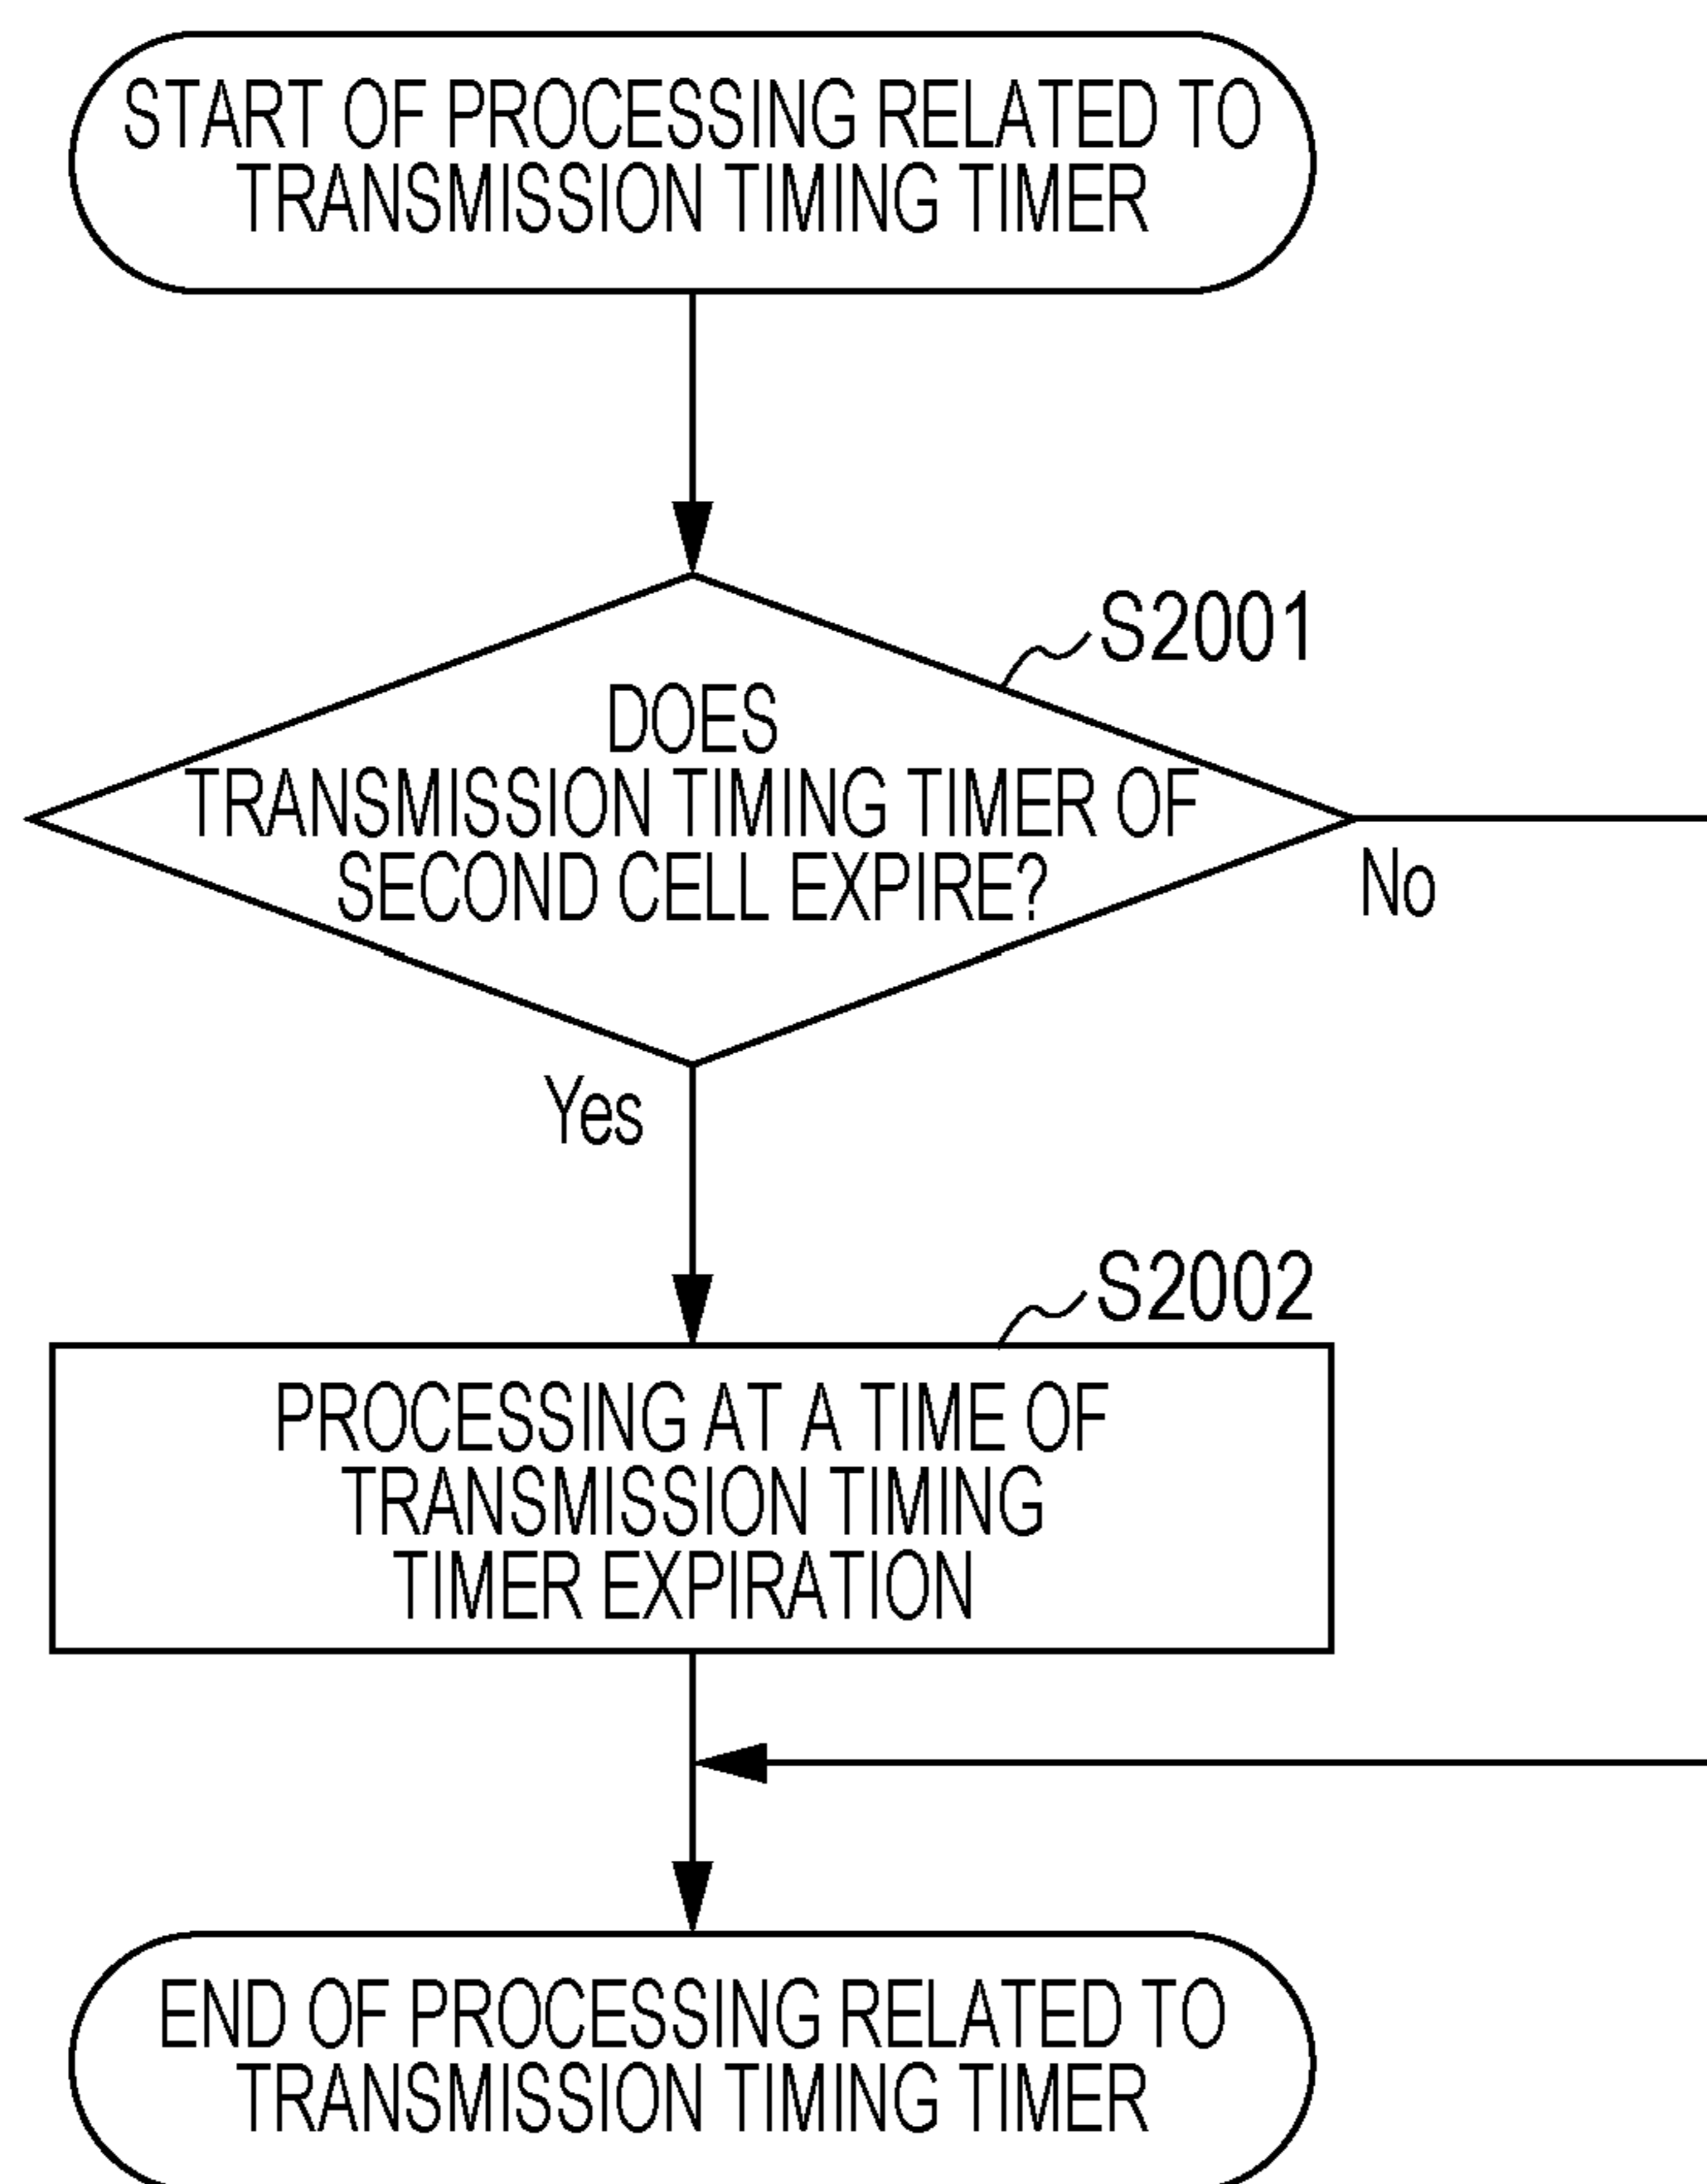 START OF PROCESSING RELATED TO
TRANSMISSION TIMING TIMER
S2001
DOES
TRANSMISSION TIMING TIMER OF
SECOND CELL EXPIRE?
No
Yes
S2002
PROCESSING AT A TIME OF
TRANSMISSION TIMING
TIMER EXPIRATION
END OF PROCESSING RELATED TO
TRANSMISSION TIMING TIMER